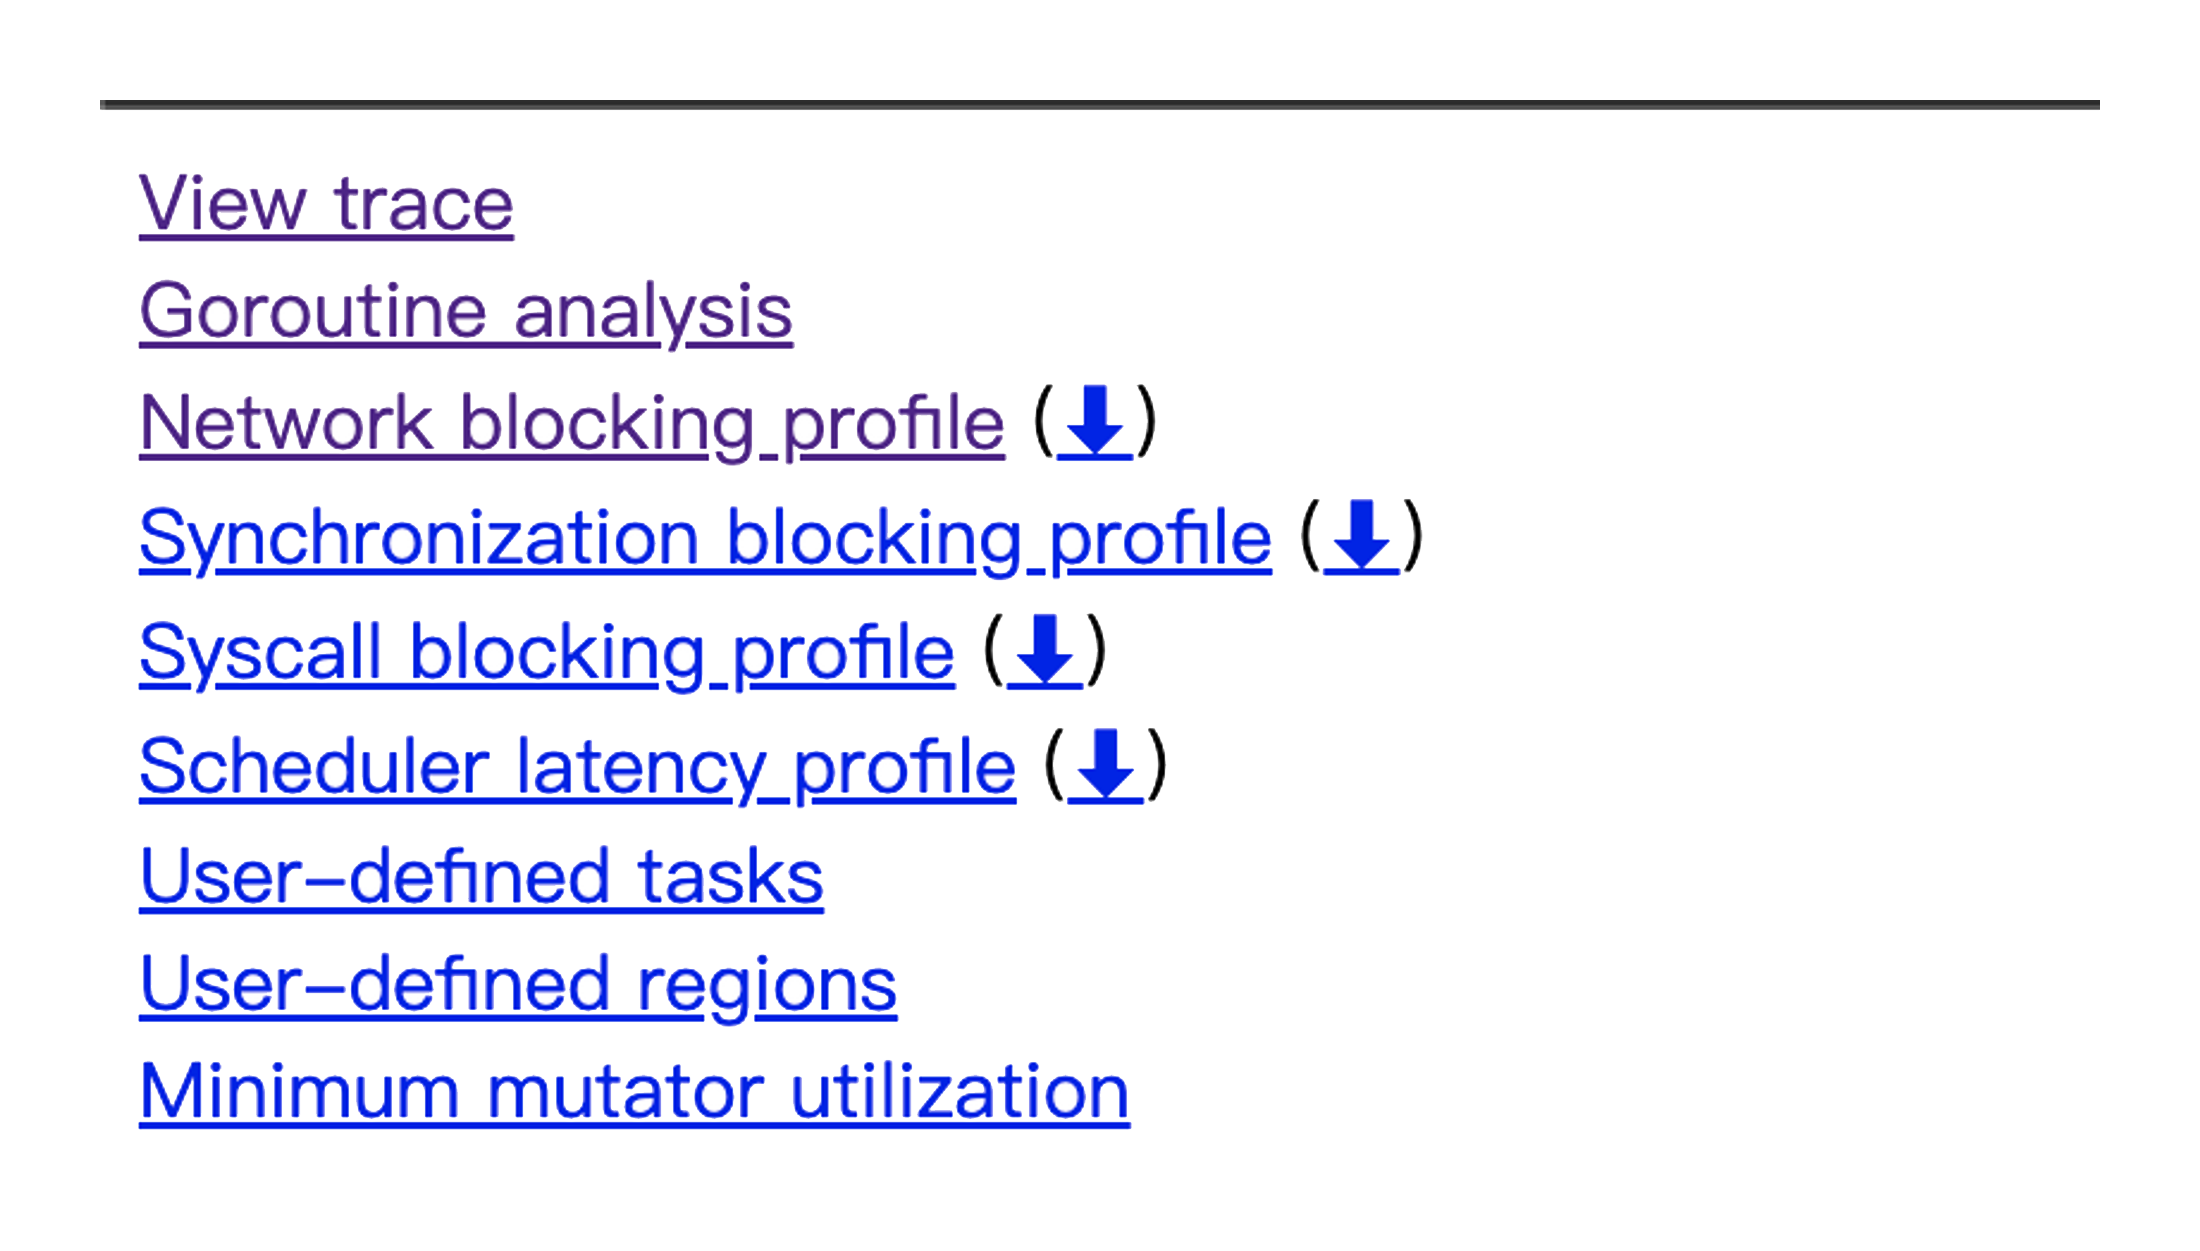 View trace
Goroutine analysis
Network blocking profile (⬇)
Synchronization blocking profile (⬇)
Syscall blocking profile (⬇)
Scheduler latency profile (⬇)
User-defined tasks
User-defined regions
Minimum mutator utilization